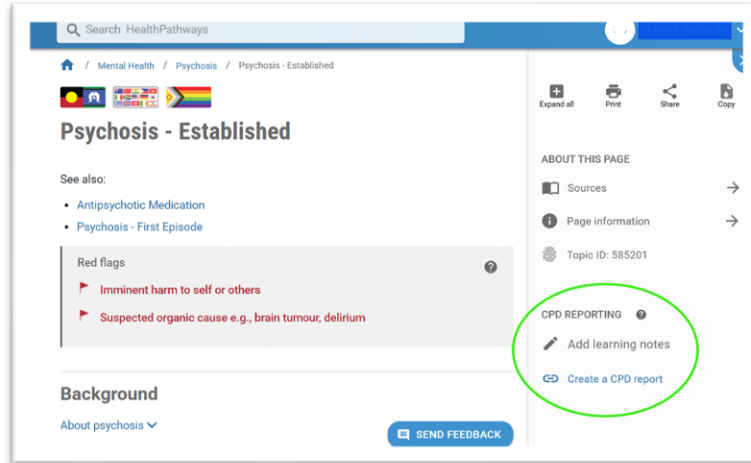 Search HealthPathways
/ Mental Health / Psychosis / Psychosis - Established
Psychosis - Established
See also:
• Antipsychotic Medication
• Psychosis - First Episode
Red flags
Imminent harm to self or others
Suspected organic cause e.g., brain tumour, delirium
Background
About psychosis
SEND FEEDBACK
Expand all Print Share Copy
ABOUT THIS PAGE
Sources
Page information
Topic ID: 585201
CPD REPORTING
Add learning notes
Create a CPD report